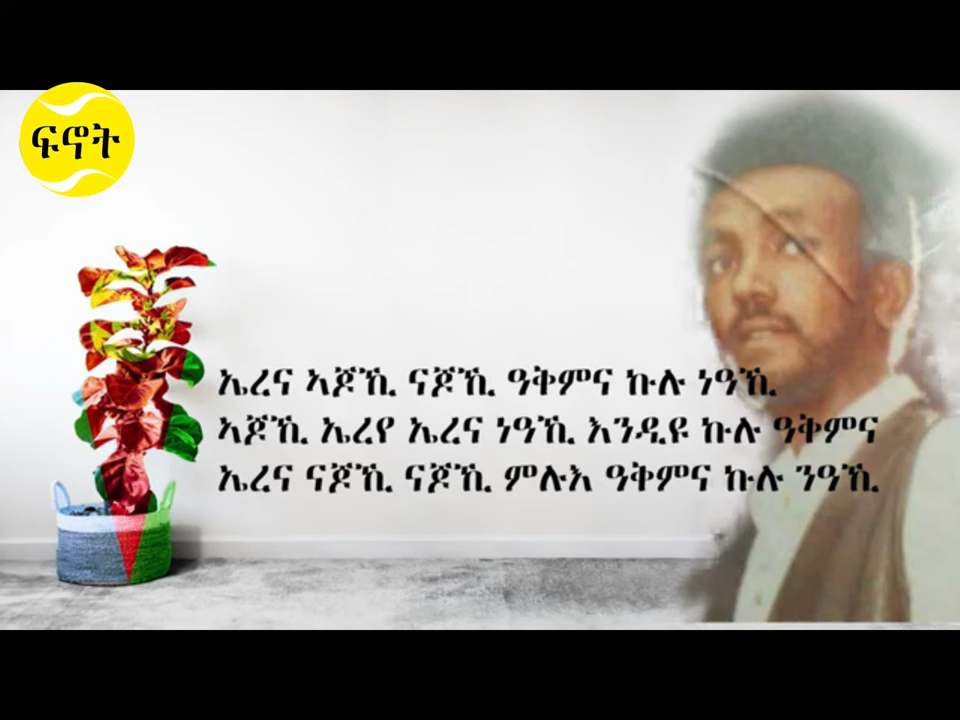 ፍኖት
ኤረና ኣጆኺ ናጆኺ ዓቅምና ኩሉ ነዓኺ
ኣጆኺ ኤረየ ኤረና ነዓኺ እንዲዩ ኩሉ ዓቅምና
ኤረና ናጆኺ ናጆኺ ምሉእ ዓቅምና ኩሉ ንዓኺ